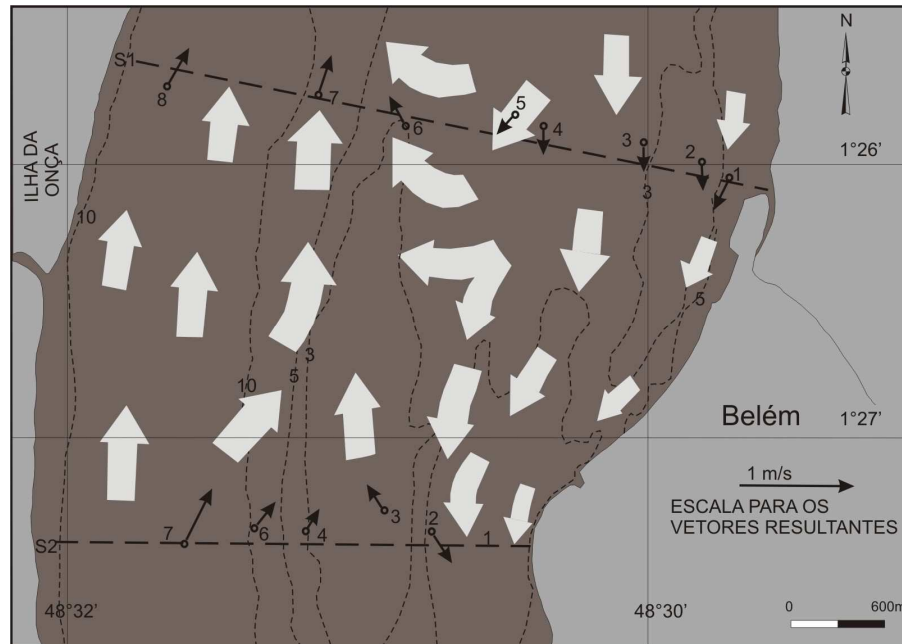 N
S1
8
7
6
5
4
3
2
1
1°26'
ILHA DA
ONÇA
10
3
5
10
5
3
Belém
1°27'
1 m/s
ESCALA PARA OS
VETORES RESULTANTES
S2
7
6
4
3
2
1
48°32'
48°30'
0
600m